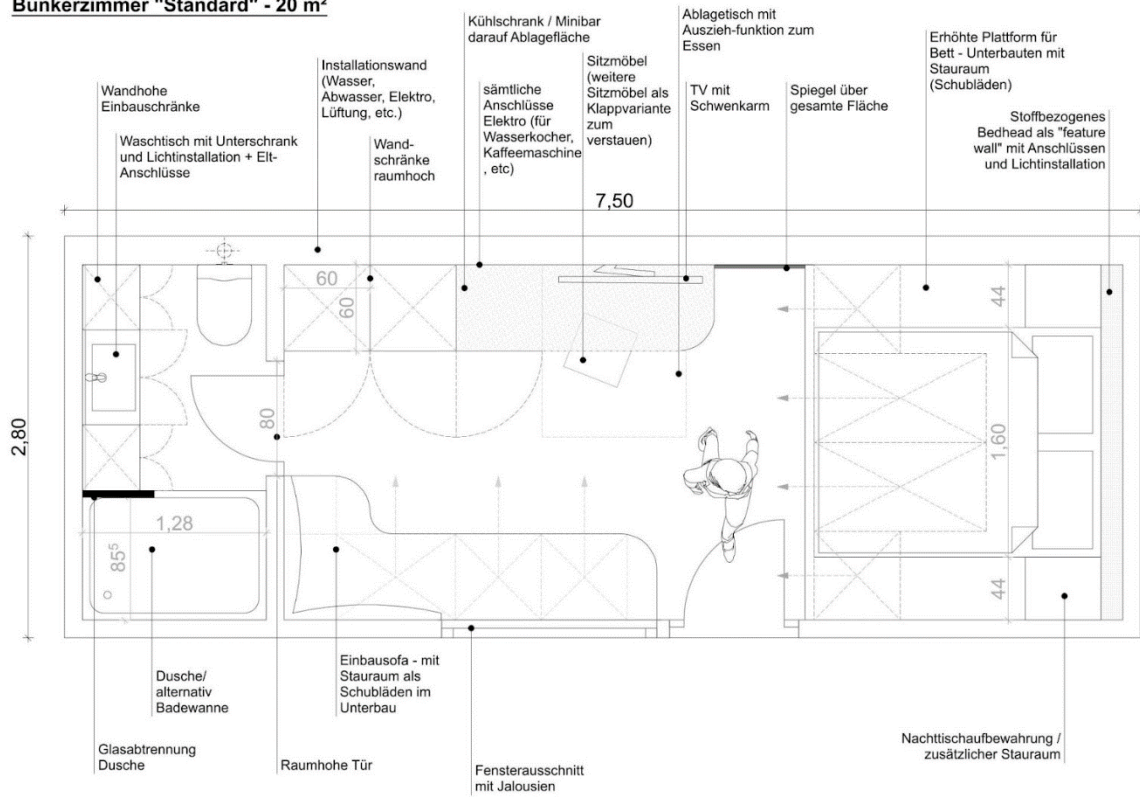 Bunkerzimmer "Standard" - 20 m²
Wandhohe
Einbauschränke
Waschtisch mit Unterschrank
und Lichtinstallation + Elt-
Anschlüsse
Installationswand
(Wasser,
Abwasser, Elektro,
Lüftung, etc.)
Wand-
schränke
raumhoch
Kühlschrank / Minibar
darauf Ablagefläche
sämtliche
Anschlüsse
Elektro (für
Wasserkocher,
Kaffeemaschine
, etc)
Sitzmöbel
(weitere
Sitzmöbel als
Klappvariante
zum
verstauen)
Ablagetisch mit
Auszieh-funktion zum
Essen
TV mit
Schwenkarm
Spiegel über
gesamte Fläche
Erhöhte Plattform für
Bett - Unterbauten mit
Stauraum
(Schubläden)
Stoffbezogenes
Bedhead als "feature
wall" mit Anschlüssen
und Lichtinstallation
7,50
2,80
60
60
80
1,28
85⁵
44
1,60
44
Dusche/
alternativ
Badewanne
Glasabtrennung
Dusche
Raumhohe Tür
Einbausofa - mit
Stauraum als
Schubläden im
Unterbau
Fensterausschnitt
mit Jalousien
Nachttischaufbewahrung /
zusätzlicher Stauraum